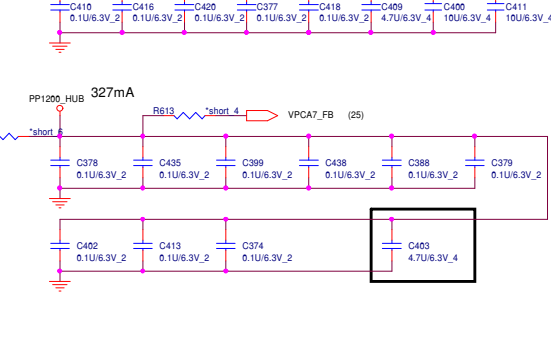 C410 C416 C420 C377 C418 C409 C400 C411
0.1U/6.3V_2 0.1U/6.3V_2 0.1U/6.3V_2 0.1U/6.3V_2 0.1U/6.3V_2 4.7U/6.3V_4 10U/6.3V_4 10U/6.3V_4
327mA
PP1200_HUB
R613 *short_4 VPCA7_FB (25)
*short_6
C378 C435 C399 C438 C388 C379
0.1U/6.3V_2 0.1U/6.3V_2 0.1U/6.3V_2 0.1U/6.3V_2 0.1U/6.3V_2 0.1U/6.3V_2
C402 C413 C374 C403
0.1U/6.3V_2 0.1U/6.3V_2 0.1U/6.3V_2 4.7U/6.3V_4